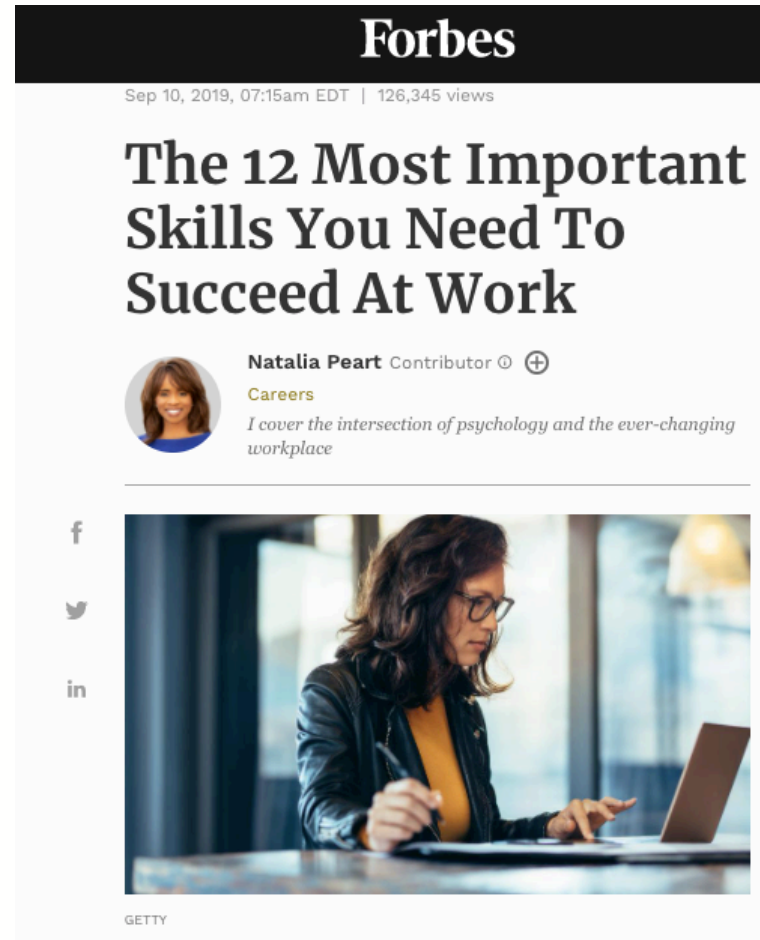 Forbes
Sep 10, 2019, 07:15am EDT | 126,345 views
The 12 Most Important
Skills You Need To
Succeed At Work
Natalia Peart Contributor
Careers
I cover the intersection of psychology and the ever-changing
workplace
f
in
GETTY